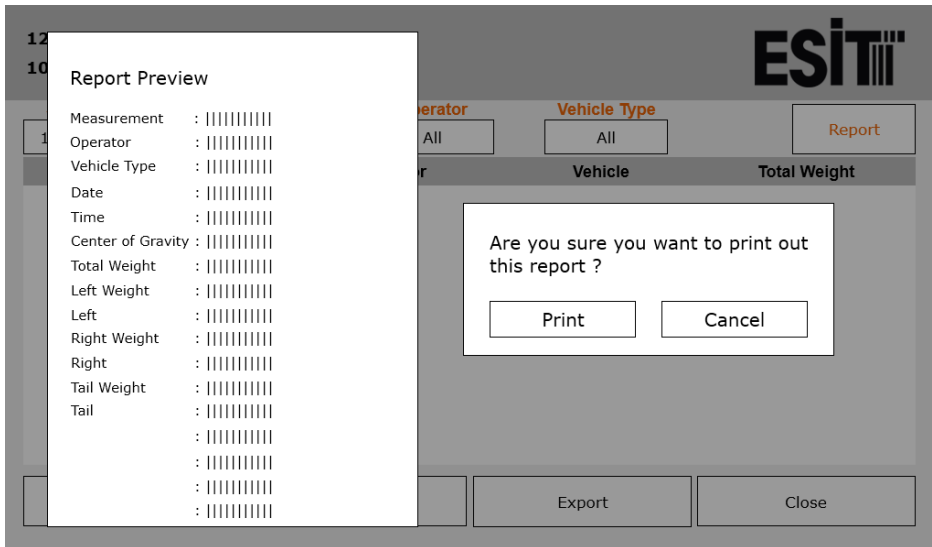 12
10
ESİT
Report Preview
Measurement : |||||||||||
Operator : |||||||||||
Vehicle Type : |||||||||||
Date : |||||||||||
Time : |||||||||||
Center of Gravity : |||||||||||
Total Weight : |||||||||||
Left Weight : |||||||||||
Left : |||||||||||
Right Weight : |||||||||||
Right : |||||||||||
Tail Weight : |||||||||||
Tail : |||||||||||
: |||||||||||
: |||||||||||
: |||||||||||
: |||||||||||
erator
Vehicle Type
1
All
All
Report
r
Vehicle
Total Weight
Are you sure you want to print out
this report ?
Print
Cancel
Export
Close